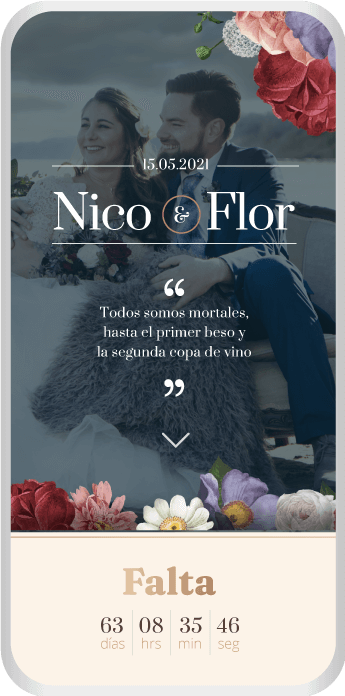 15.05.2021
Nico & Flor
“
Todos somos mortales,
hasta el primer beso y
la segunda copa de vino
”
Falta
63 08 35 46
días hrs min seg